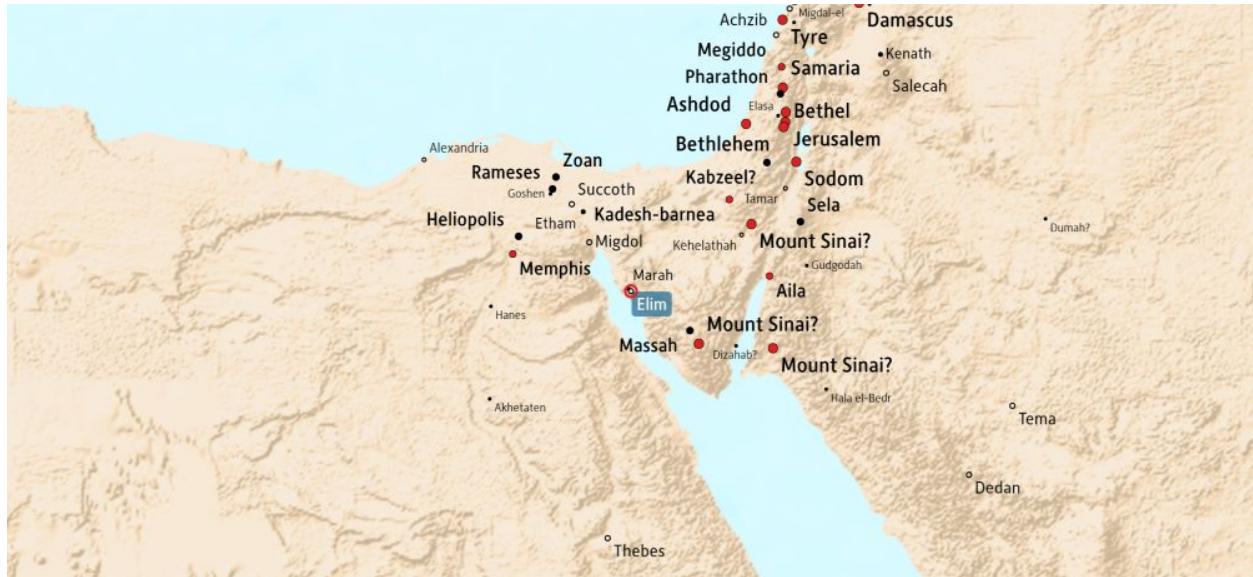 Achzib
Migdal-el
Damascus
Tyre
Megiddo
Kenath
Pharathon
Samaria
Salecah
Ashdod
Elasa
Bethel
Alexandria
Bethlehem
Jerusalem
Zoan
Rameses
Kabzeel?
Sodom
Goshen
Succoth
Tamar
Sela
Heliopolis
Etham
Kadesh-barnea
Dumah?
Migdol
Kehelathah
Mount Sinai?
Memphis
Gudgodah
Marah
Aila
Elim
Hanes
Mount Sinai?
Massah
Dizahab?
Mount Sinai?
Akhetaten
Hala el-Bedr
Tema
Dedan
Thebes